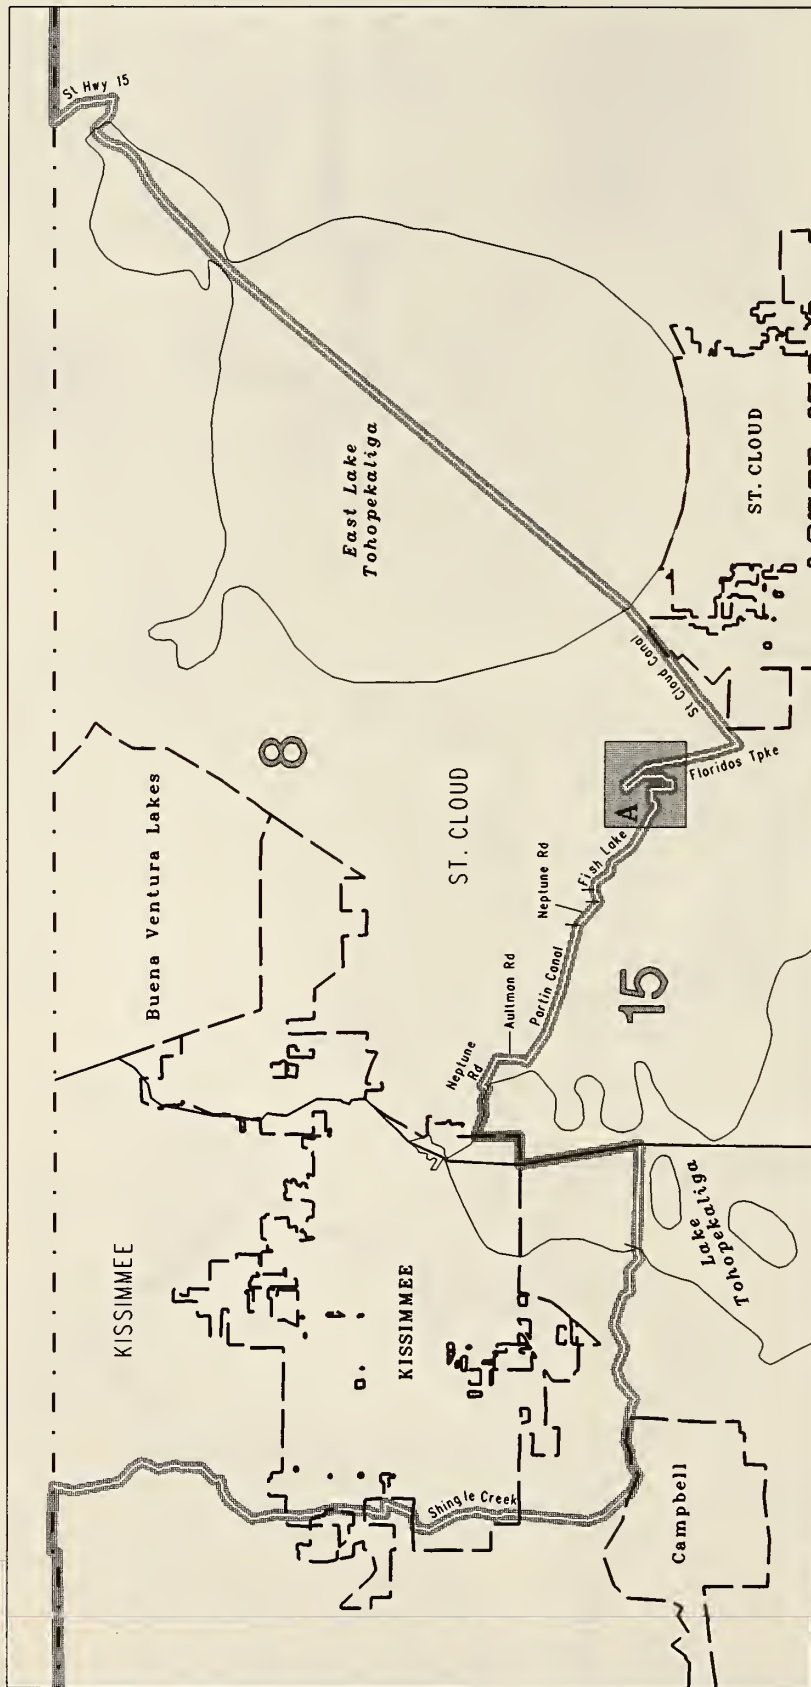 St Hwy 15
East Lake
Tohopekaliga
ST. CLOUD
St Cloud Canal
Floridos Tpke
8
Buena Ventura Lakes
ST. CLOUD
A
Fish Lake
Neptune Rd
Partin Canal
Aultman Rd
Neptune
Rd
15
KISSIMMEE
KISSIMMEE
Lake
Tohopekaliga
Shingle Creek
Campbell